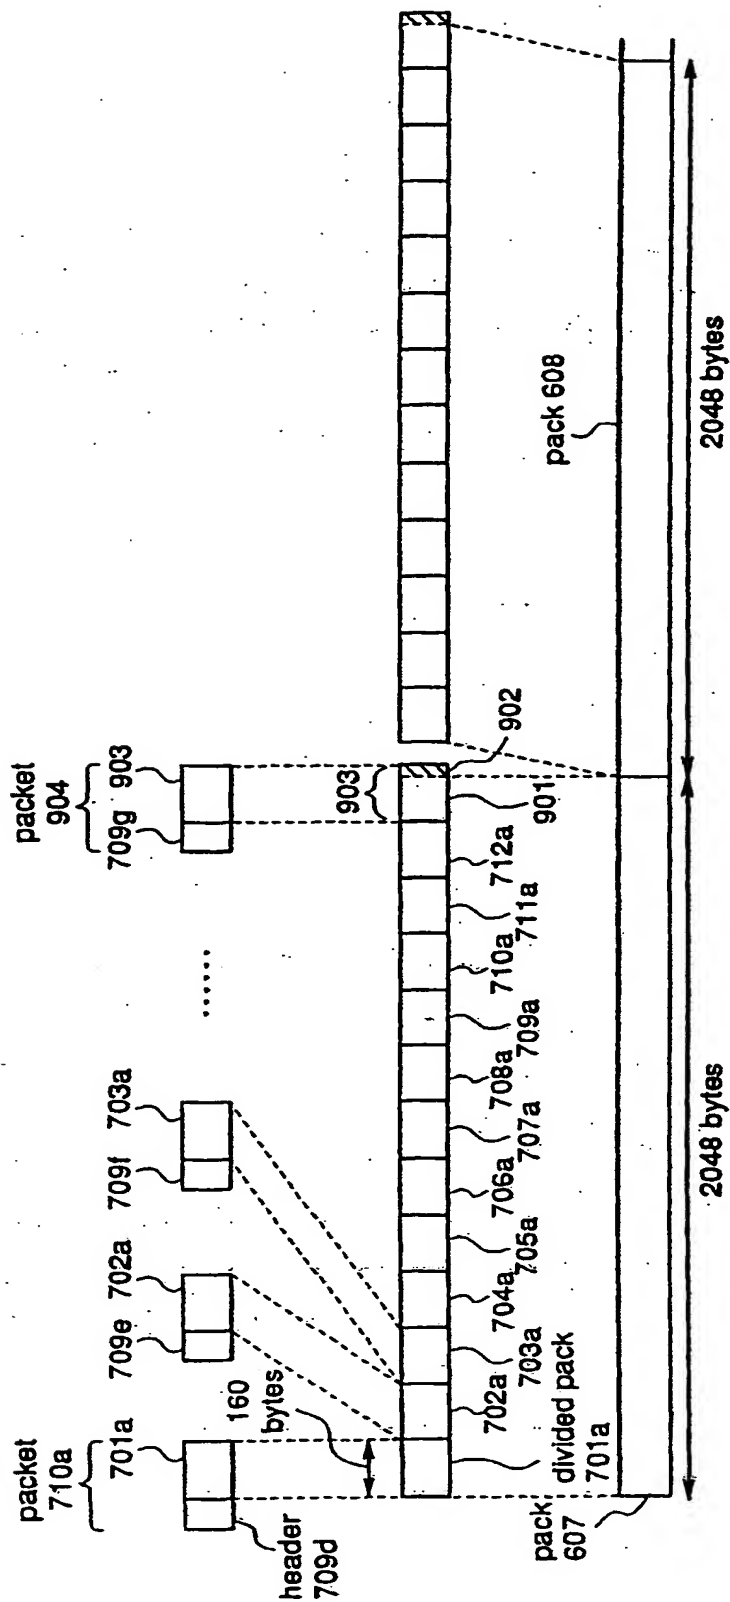 packet
710a
701a
header
709d
709e
702a
709f
703a
......
packet
904
709g
903
160
bytes
903
divided pack
701a
702a
703a
704a
705a
706a
707a
708a
709a
710a
711a
712a
901
902
pack
607
pack 608
2048 bytes
2048 bytes